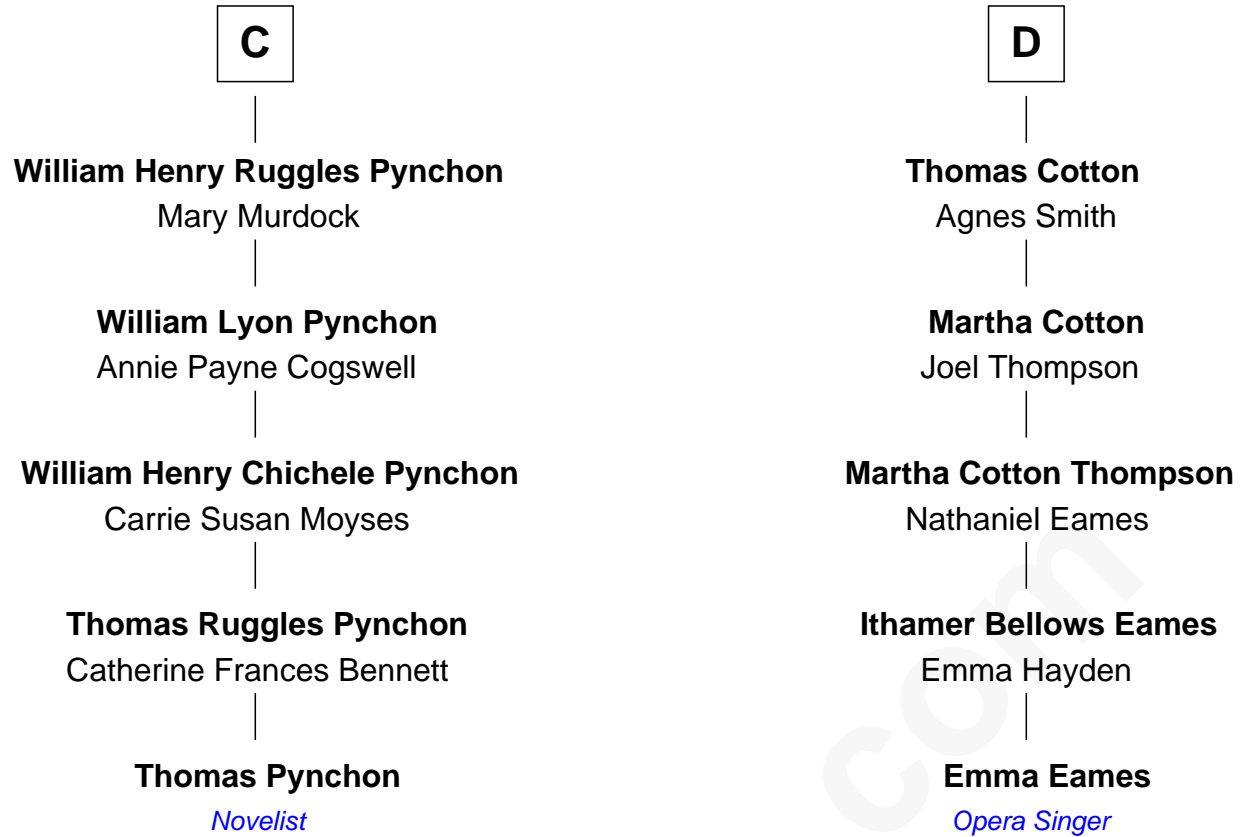 C
William Henry Ruggles Pynchon
Mary Murdock
William Lyon Pynchon
Annie Payne Cogswell
William Henry Chichele Pynchon
Carrie Susan Moyses
Thomas Ruggles Pynchon
Catherine Frances Bennett
Thomas Pynchon
Novelist
D
Thomas Cotton
Agnes Smith
Martha Cotton
Joel Thompson
Martha Cotton Thompson
Nathaniel Eames
Ithamer Bellows Eames
Emma Hayden
Emma Eames
Opera Singer
com